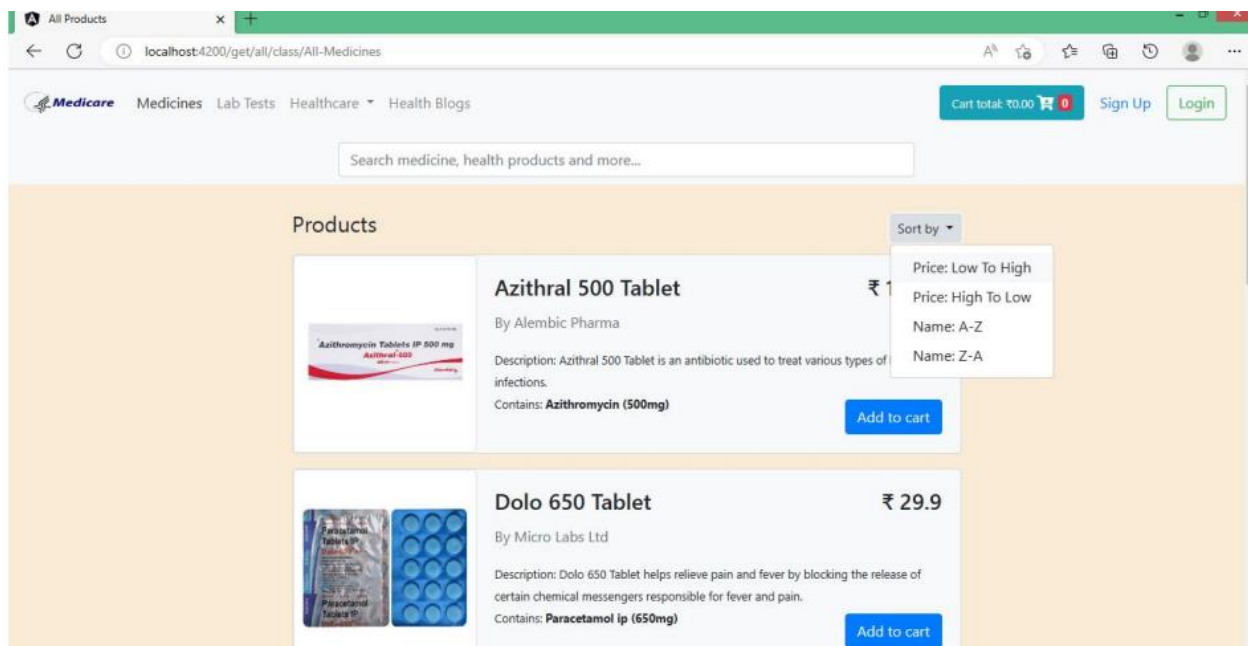 All Products
localhost:4200/get/all/class/All-Medicines
Medicare Medicines Lab Tests Healthcare Health Blogs Cart total: ₹0.00 0 Sign Up Login
Search medicine, health products and more...
Products
Sort by
Price: Low To High
Price: High To Low
Name: A-Z
Name: Z-A
Azithromycin Tablets IP 500 mg
Azithral-500
Azithral 500 Tablet ₹ 1
By Alembic Pharma
Description: Azithral 500 Tablet is an antibiotic used to treat various types of
infections.
Contains: Azithromycin (500mg)
Add to cart
Paracetamol
Tablets IP
Paracetamol
Tablets IP
Dolo 650 Tablet ₹ 29.9
By Micro Labs Ltd
Description: Dolo 650 Tablet helps relieve pain and fever by blocking the release of
certain chemical messengers responsible for fever and pain.
Contains: Paracetamol ip (650mg)
Add to cart